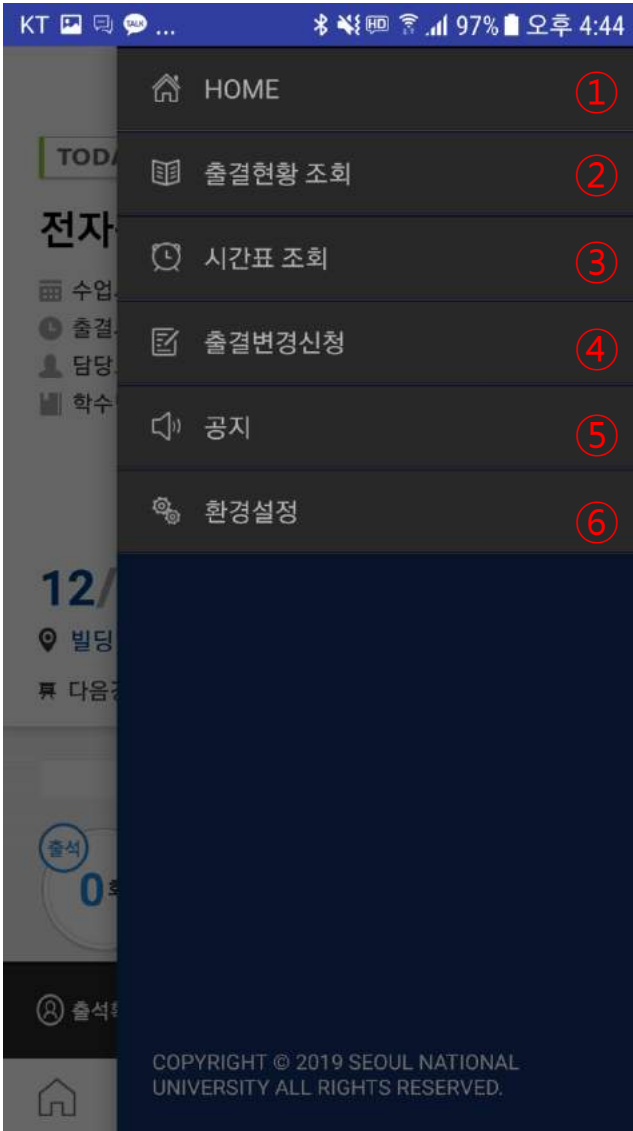 KT ... 97% 오후 4:44
HOME ①
출결현황 조회 ②
시간표 조회 ③
출결변경신청 ④
공지 ⑤
환경설정 ⑥
TODA
전자
수업
출결
담당
학수
12/
빌딩
다음
출석
0회
출석
COPYRIGHT © 2019 SEOUL NATIONAL
UNIVERSITY ALL RIGHTS RESERVED.